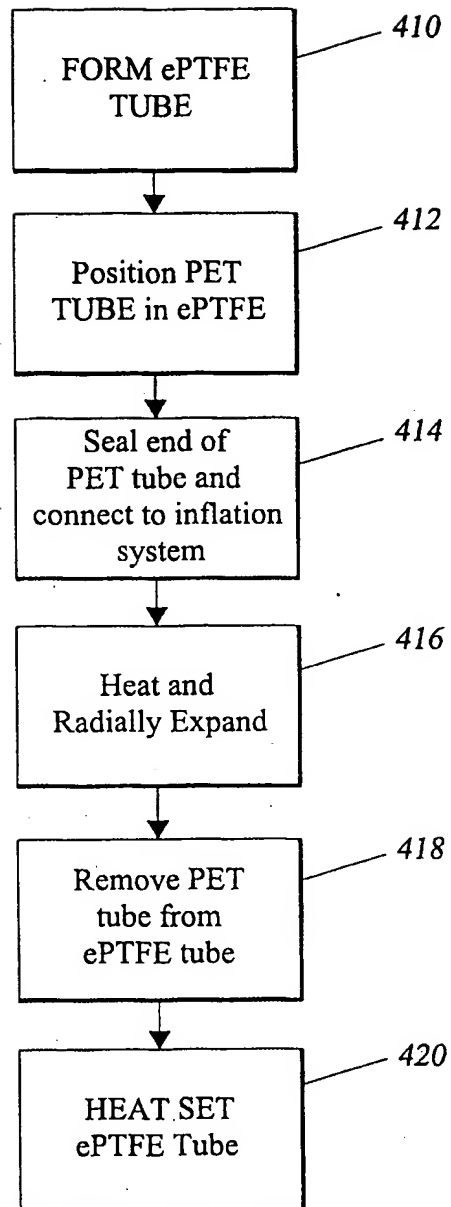 410
FORM ePTFE
TUBE
412
Position PET
TUBE in ePTFE
414
Seal end of
PET tube and
connect to inflation
system
416
Heat and
Radially Expand
418
Remove PET
tube from
ePTFE tube
420
HEAT SET
ePTFE Tube